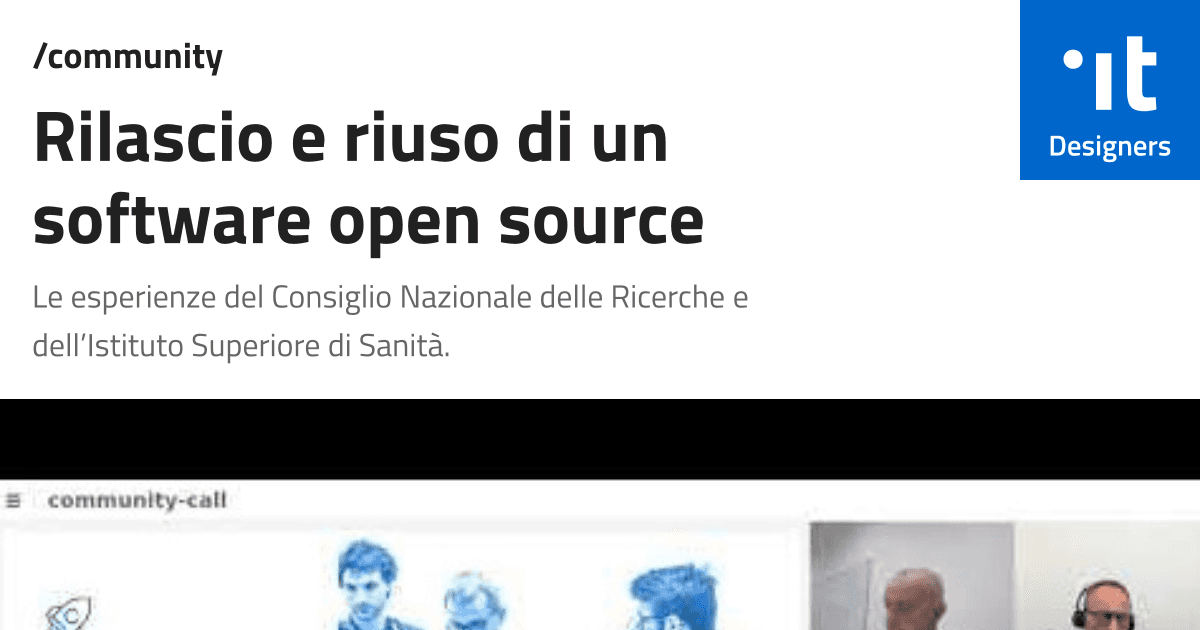 /community
Rilascio e riuso di un
software open source
Le esperienze del Consiglio Nazionale delle Ricerche e
dell’Istituto Superiore di Sanità.
it
Designers
community-call